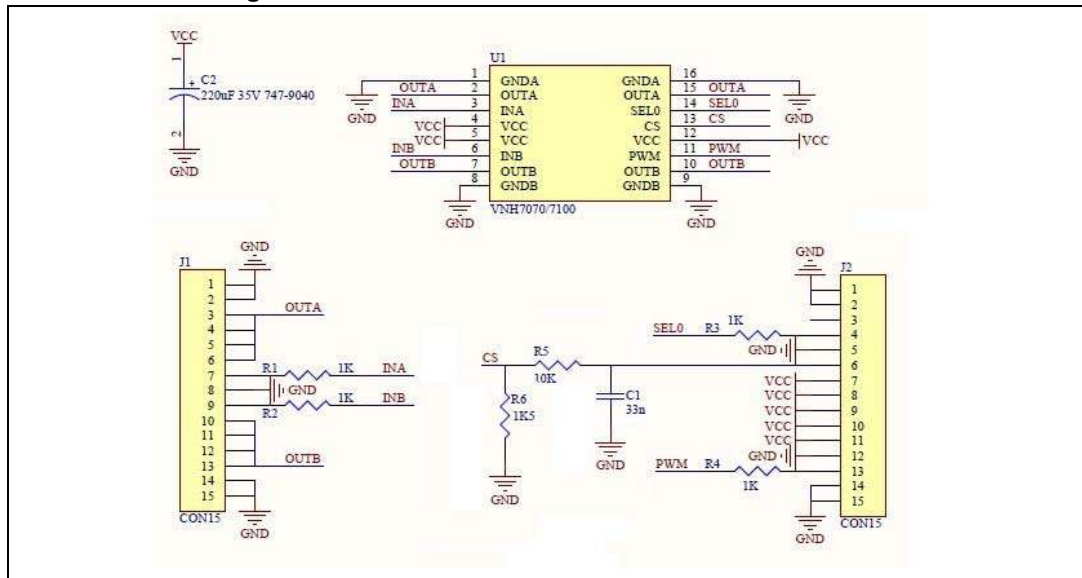 VCC
1
C2
220uF 35V 747-9040
2
GND
U1
1 GNDA GNDA 16
OUTA 2 OUTA OUTA 15 OUTA
INA 3 INA SEL0 14 SEL0
GND VCC 4 VCC CS 13 CS GND
VCC 5 VCC VCC 12 VCC
INB 6 INB PWM 11 PWM
OUTB 7 OUTB OUTB 10 OUTB
8 GNDB GNDB 9
GND VNH7070/7100 GND
J1
GND
1
2
3 OUTA
4
5
6
7 R1 1K INA
8 GND
9 R2 1K INB
10
11
12
13 OUTB
14
15
CON15
GND
CS R5
10K
R6
1K5
C1
33n
GND
GND
GND
J2
1
2
3
SEL0 R3 1K 4
GND 5
6
VCC 7
VCC 8
VCC 9
VCC 10
VCC 11
GND 12
PWM R4 1K 13
14
15
CON15
GND